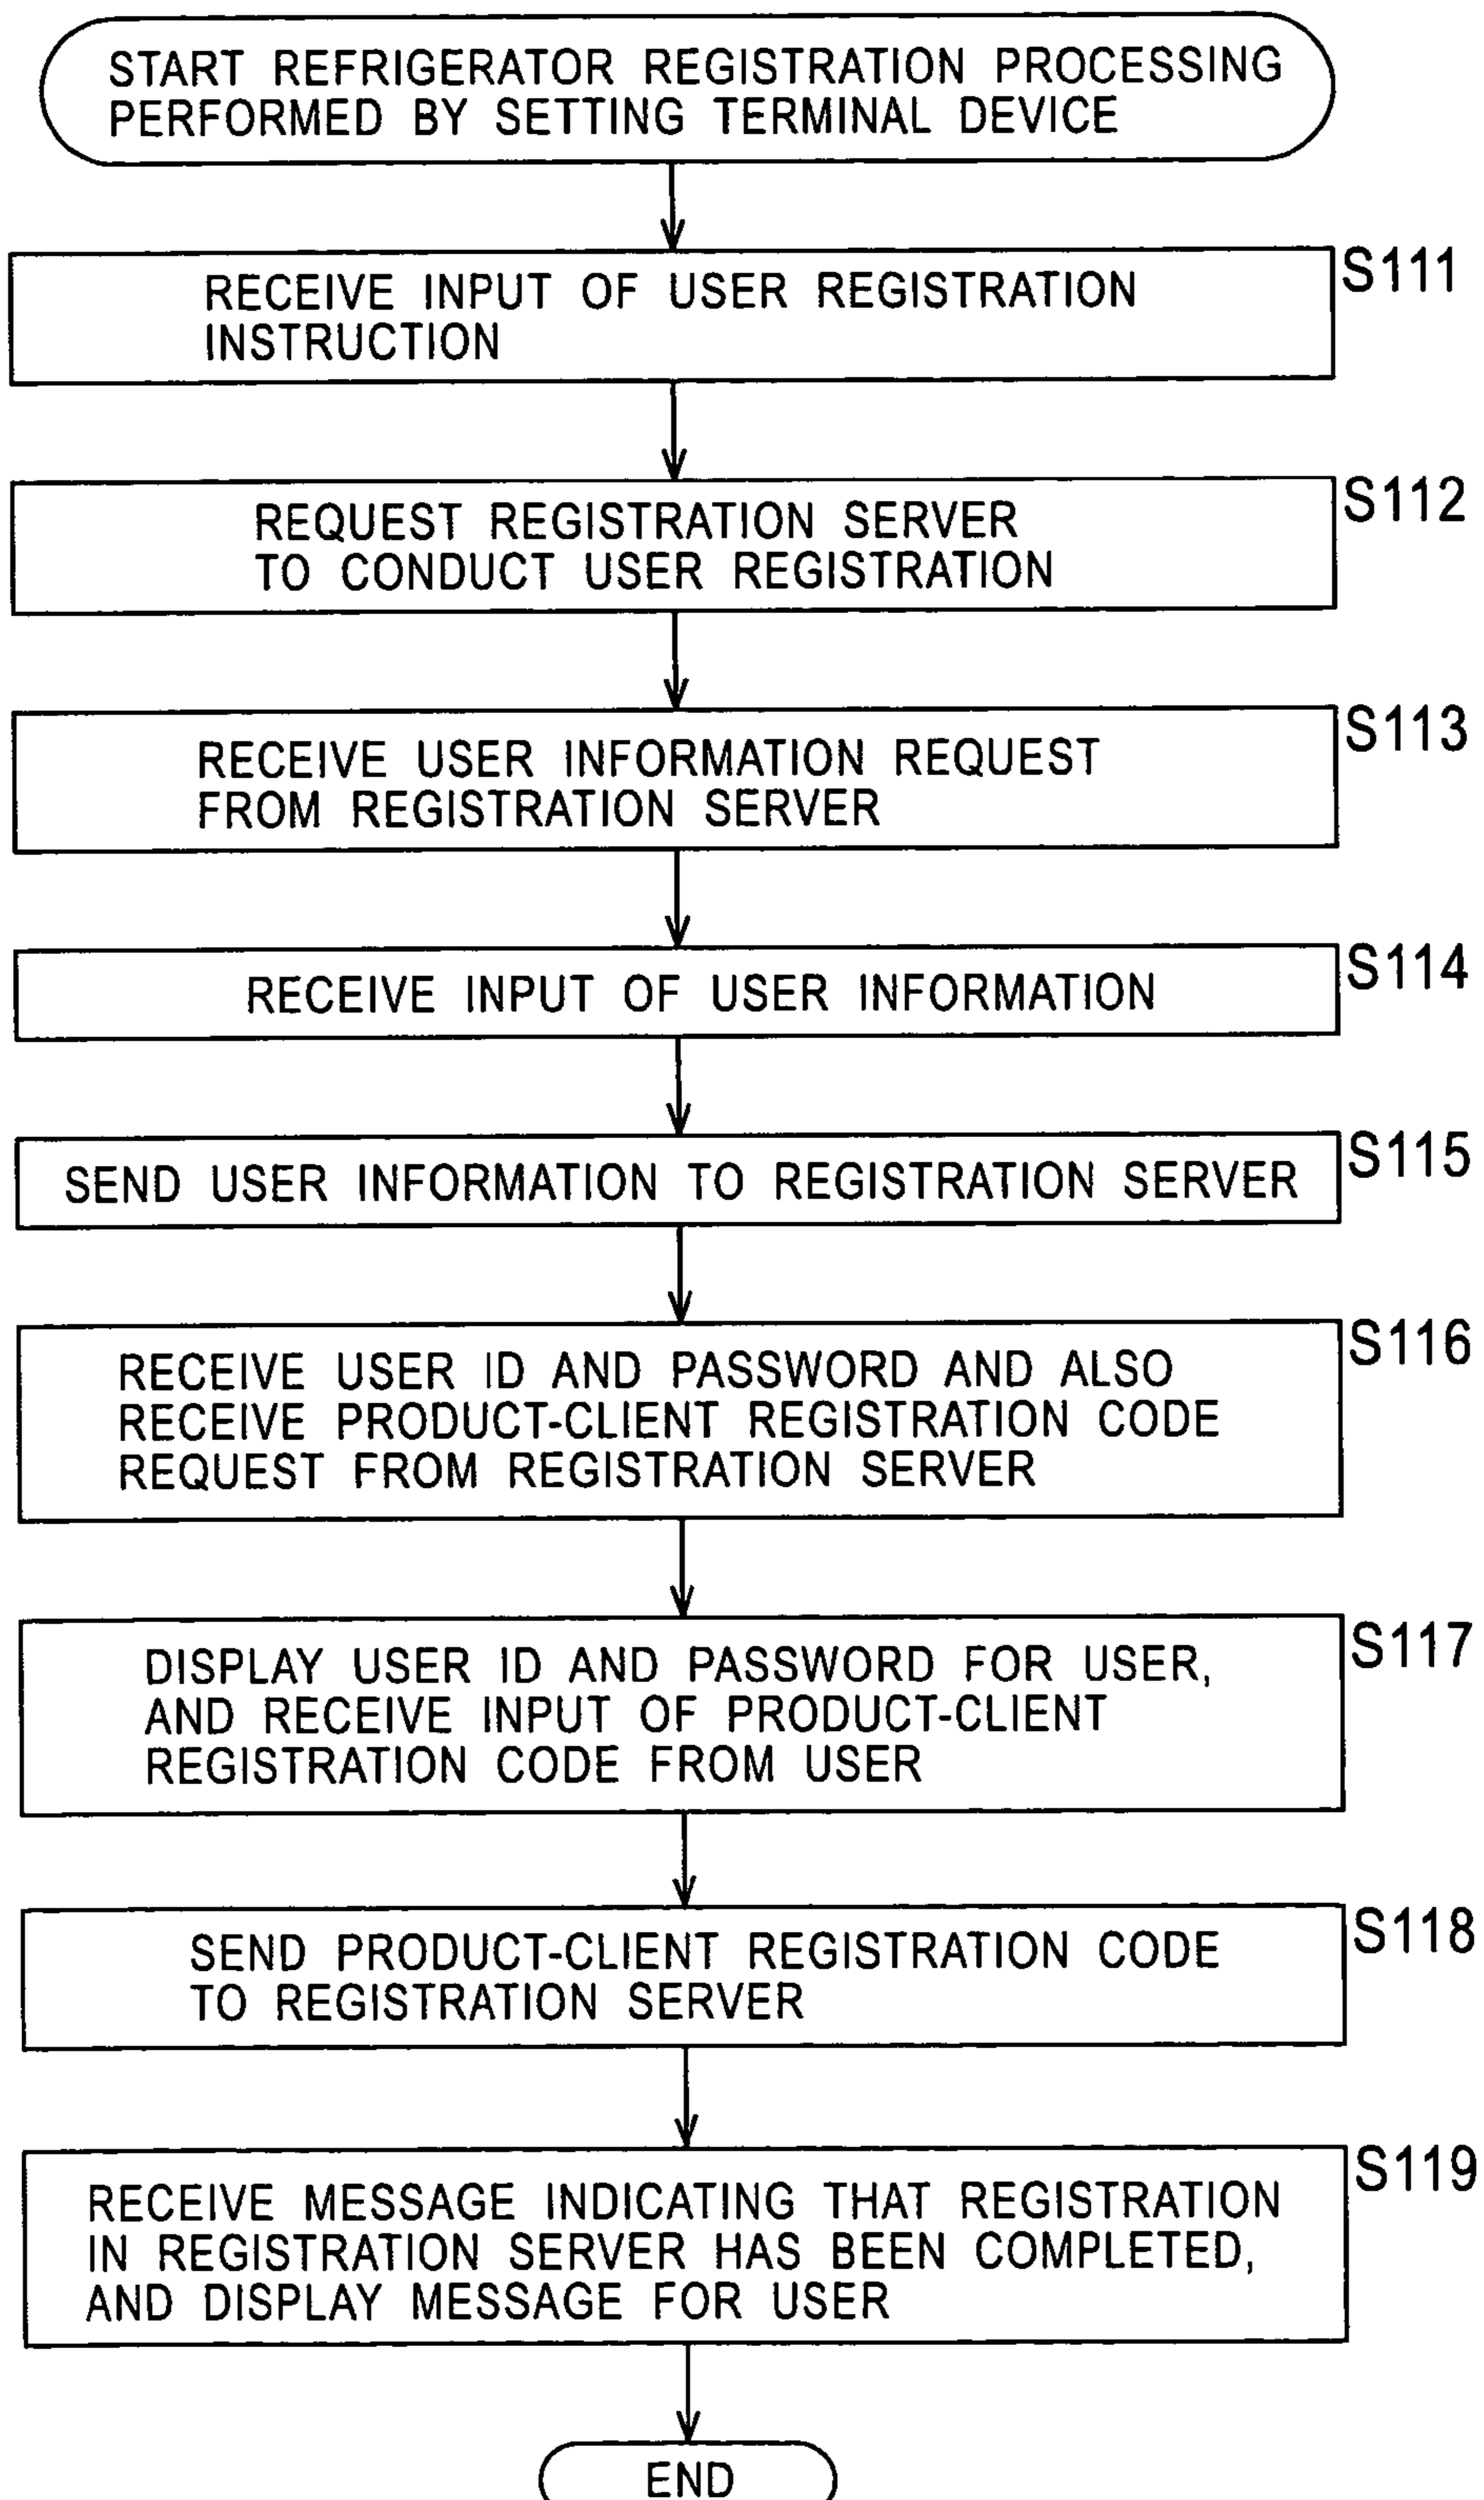 START REFRIGERATOR REGISTRATION PROCESSING
PERFORMED BY SETTING TERMINAL DEVICE
S111
RECEIVE INPUT OF USER REGISTRATION
INSTRUCTION
S112
REQUEST REGISTRATION SERVER
TO CONDUCT USER REGISTRATION
S113
RECEIVE USER INFORMATION REQUEST
FROM REGISTRATION SERVER
S114
RECEIVE INPUT OF USER INFORMATION
S115
SEND USER INFORMATION TO REGISTRATION SERVER
S116
RECEIVE USER ID AND PASSWORD AND ALSO
RECEIVE PRODUCT-CLIENT REGISTRATION CODE
REQUEST FROM REGISTRATION SERVER
S117
DISPLAY USER ID AND PASSWORD FOR USER,
AND RECEIVE INPUT OF PRODUCT-CLIENT
REGISTRATION CODE FROM USER
S118
SEND PRODUCT-CLIENT REGISTRATION CODE
TO REGISTRATION SERVER
S119
RECEIVE MESSAGE INDICATING THAT REGISTRATION
IN REGISTRATION SERVER HAS BEEN COMPLETED,
AND DISPLAY MESSAGE FOR USER
END